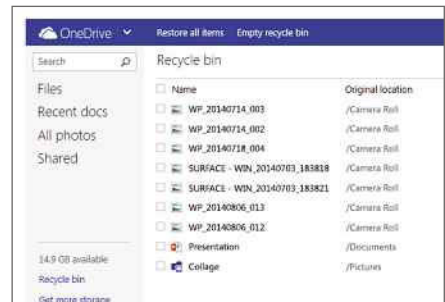 OneDrive Restore all items Empty recycle bin
Search
Files
Recent docs
All photos
Shared
14.9 GB available
Recycle bin
Get more storage
Recycle bin
Name Original location
WP_20140714_003 /Camera Roll
WP_20140714_002 /Camera Roll
WP_20140718_004 /Camera Roll
SURFACE - WIN_20140703_183818 /Camera Roll
SURFACE - WIN_20140703_183821 /Camera Roll
WP_20140806_013 /Camera Roll
WP_20140806_012 /Camera Roll
Presentation /Documents
Collage /Pictures